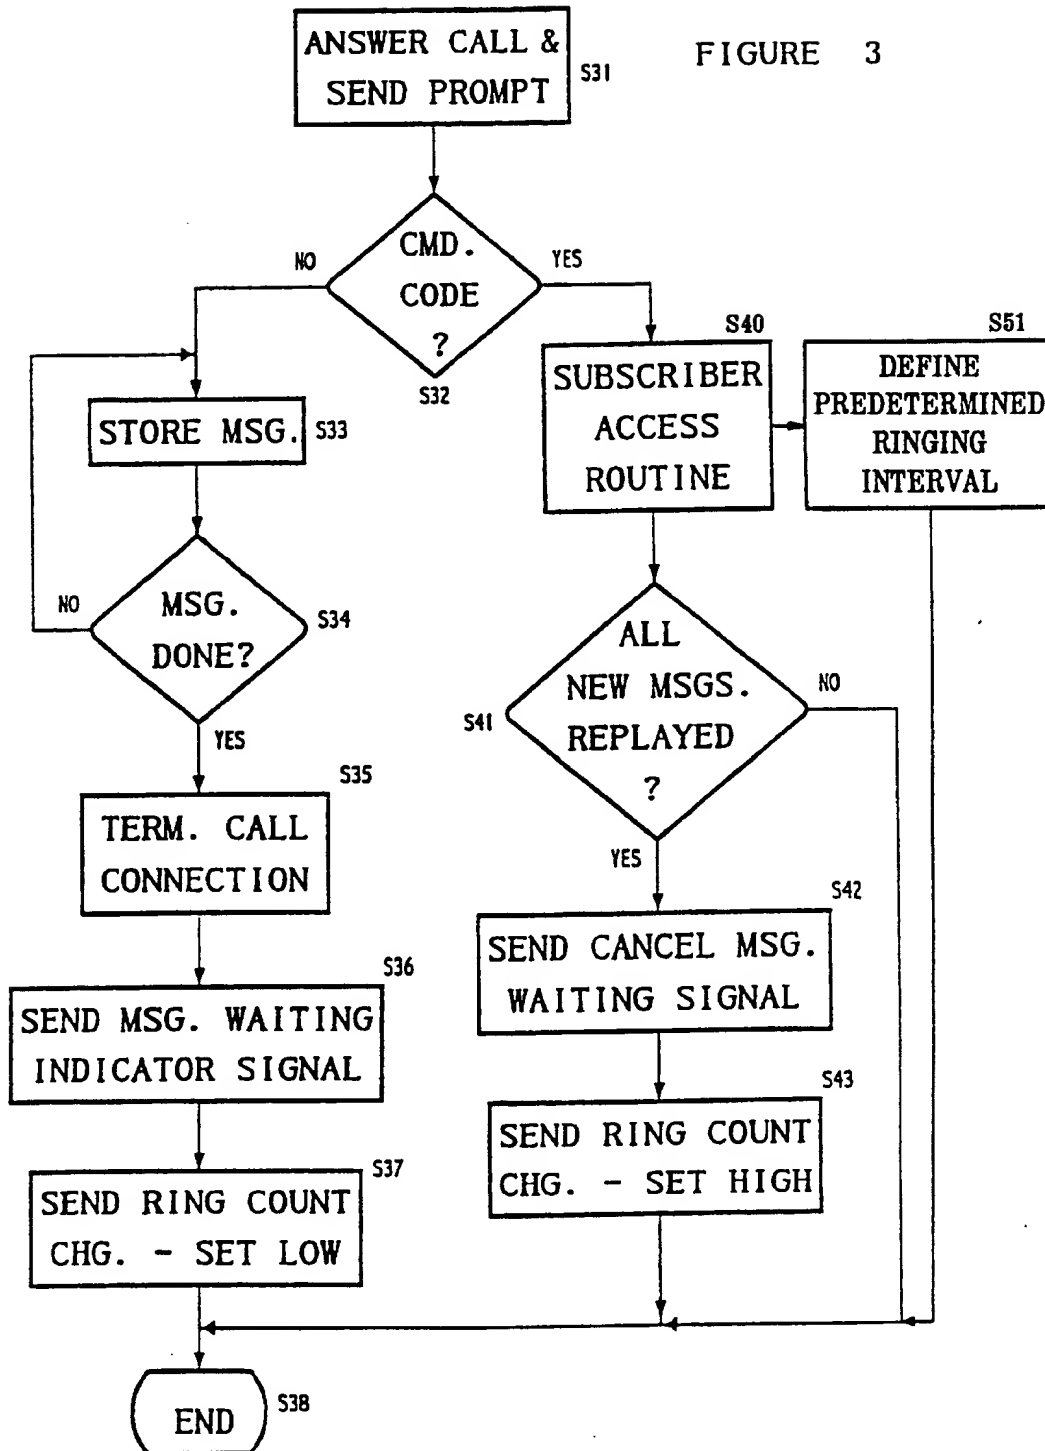 FIGURE 3
ANSWER CALL &
SEND PROMPT
S31
CMD.
CODE
?
S32
NO
YES
STORE MSG.
S33
MSG.
DONE?
S34
NO
YES
TERM. CALL
CONNECTION
S35
SEND MSG. WAITING
INDICATOR SIGNAL
S36
SEND RING COUNT
CHG. - SET LOW
S37
S40
SUBSCRIBER
ACCESS
ROUTINE
S51
DEFINE
PREDETERMINED
RINGING
INTERVAL
ALL
NEW MSGS.
REPLAYED
?
S41
NO
YES
S42
SEND CANCEL MSG.
WAITING SIGNAL
S43
SEND RING COUNT
CHG. - SET HIGH
END
S38